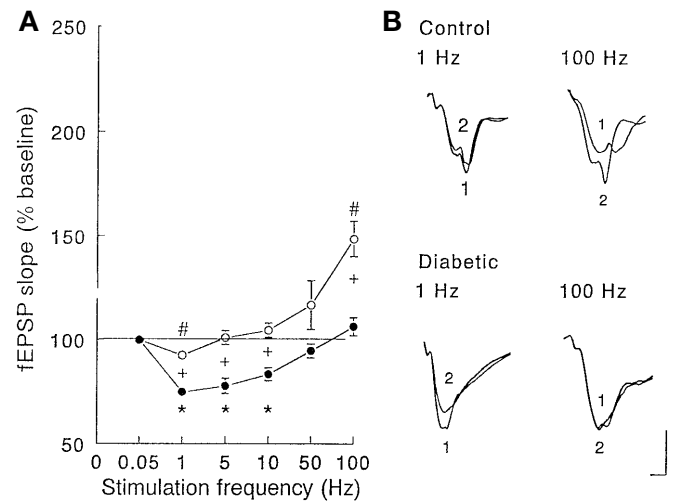 A
250
200
150
100
50
fEPSP slope (% baseline)
#
#
+
+
+
+
*
*
*
0 0.05 1 5 10 50 100
Stimulation frequency (Hz)
B
Control
1 Hz 100 Hz
2
1
1
2
Diabetic
1 Hz 100 Hz
2
1
1
2